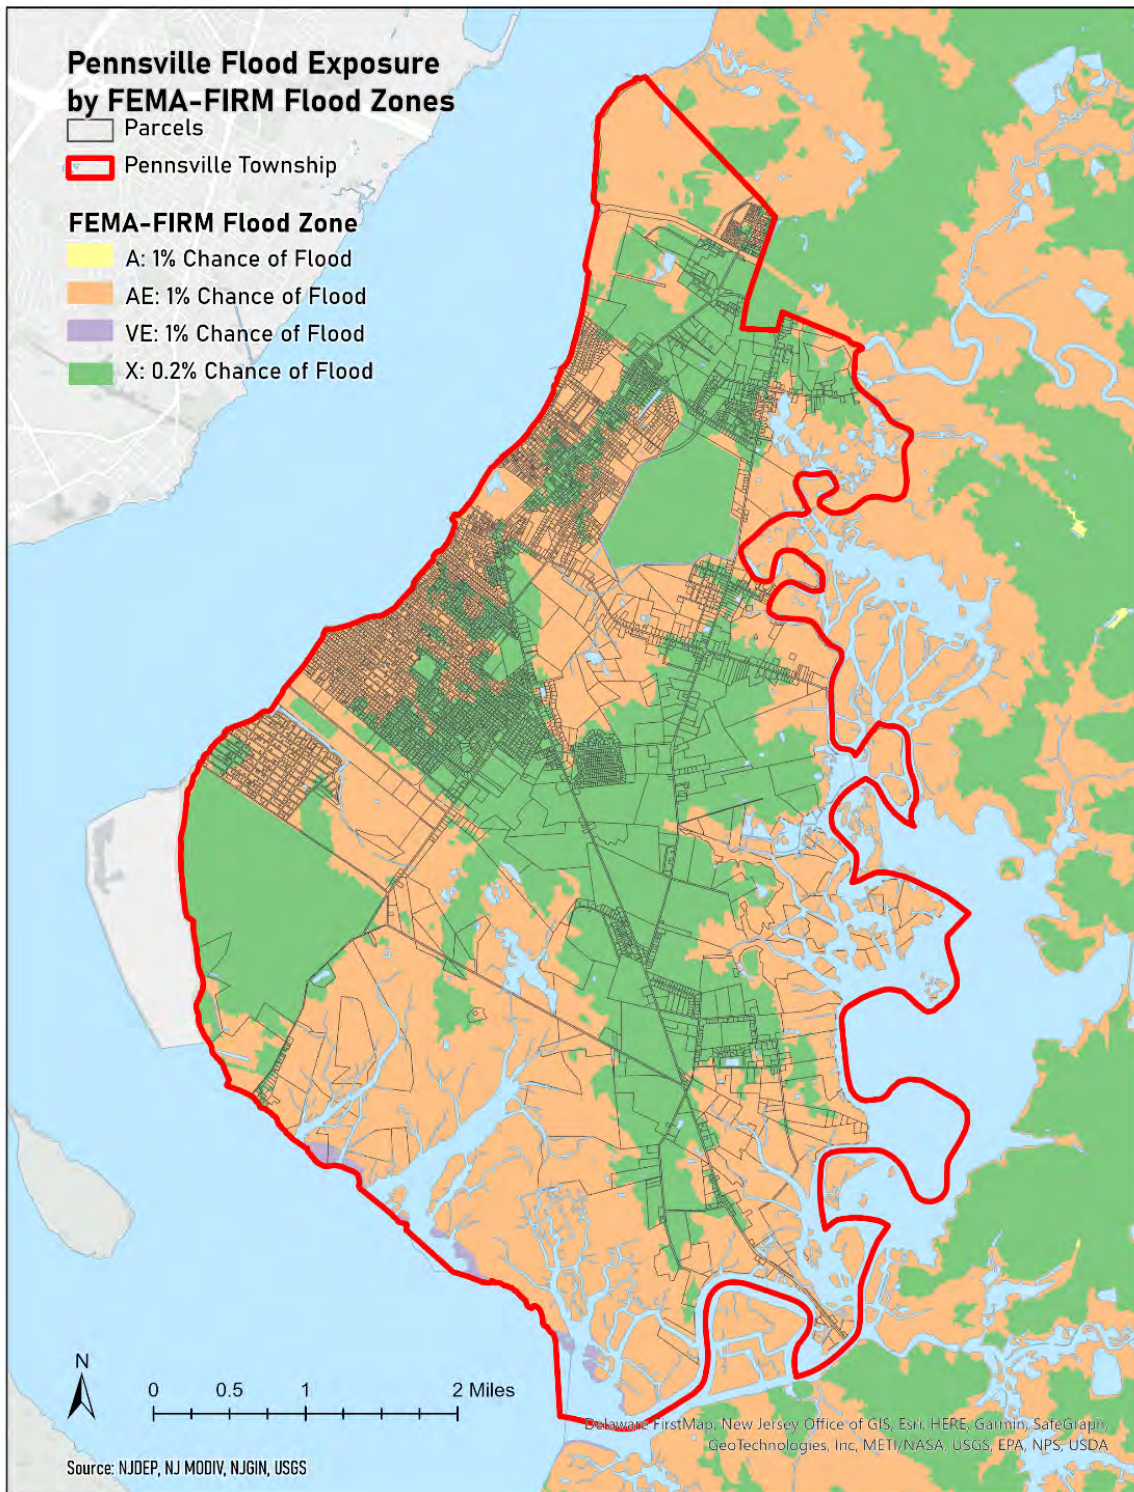 Pennsville Flood Exposure
by FEMA-FIRM Flood Zones
Parcels
Pennsville Township
FEMA-FIRM Flood Zone
A: 1% Chance of Flood
AE: 1% Chance of Flood
VE: 1% Chance of Flood
X: 0.2% Chance of Flood
N
0 0.5 1 2 Miles
Delaware FirstMap, New Jersey Office of GIS, Esri, HERE, Garmin, SafeGraph,
GeoTechnologies, Inc, METI/NASA, USGS, EPA, NPS, USDA
Source: NJDEP, NJ MODIV, NJGIN, USGS